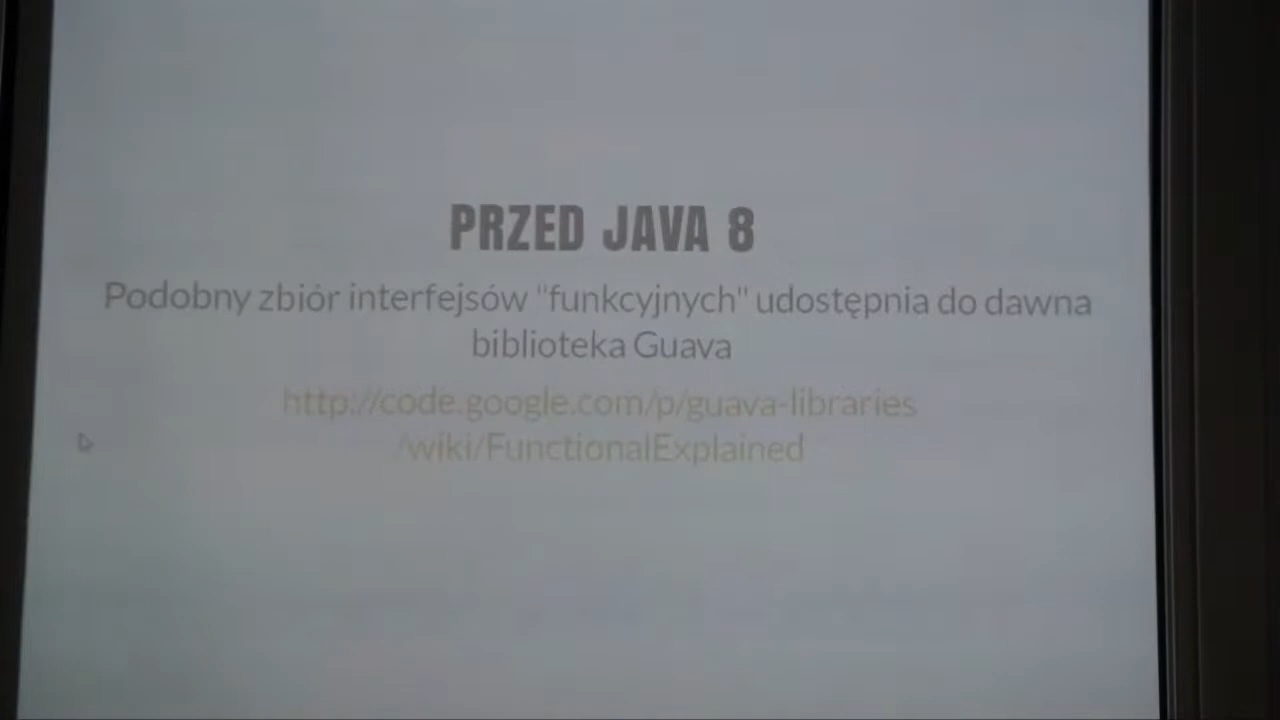 PRZED JAVA 8
Podobny zbiór interfejsów "funkcyjnych" udostępnia do dawna
biblioteka Guava
http://code.google.com/p/guava-libraries
/wiki/FunctionalExplained